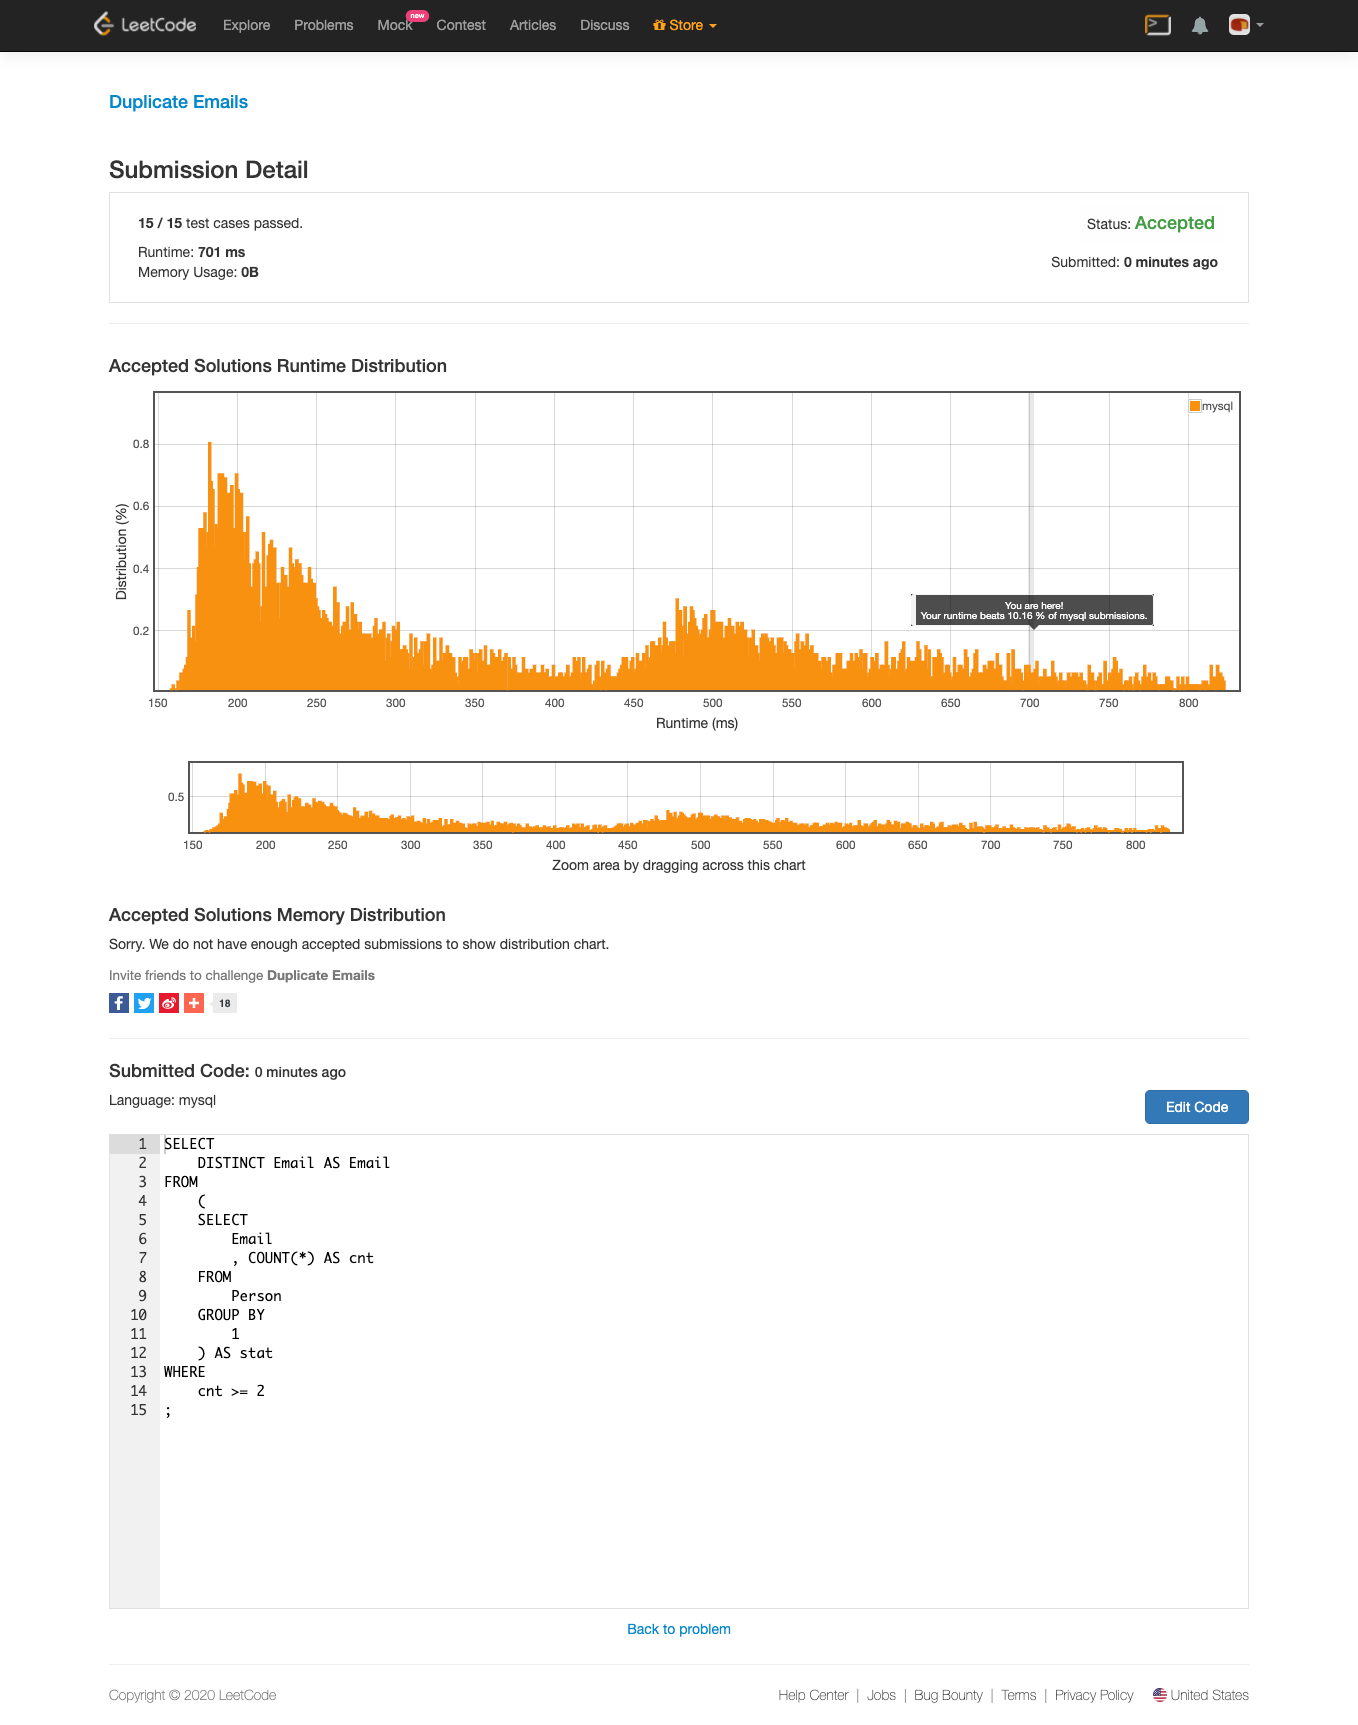 LeetCode Explore Problems Mock new Contest Articles Discuss Store
Duplicate Emails
Submission Detail
15 / 15 test cases passed.
Status: Accepted
Runtime: 701 ms
Submitted: 0 minutes ago
Memory Usage: 0B
Accepted Solutions Runtime Distribution
mysql
0.8
0.6
0.4
0.2
Distribution (%)
You are here!
Your runtime beats 10.16 % of mysql submissions.
150 200 250 300 350 400 450 500 550 600 650 700 750 800
Runtime (ms)
0.5
150 200 250 300 350 400 450 500 550 600 650 700 750 800
Zoom area by dragging across this chart
Accepted Solutions Memory Distribution
Sorry. We do not have enough accepted submissions to show distribution chart.
Invite friends to challenge Duplicate Emails
18
Submitted Code: 0 minutes ago
Language: mysql
Edit Code
1 SELECT
2     DISTINCT Email AS Email
3 FROM
4     (
5     SELECT
6         Email
7         , COUNT(*) AS cnt
8     FROM
9         Person
10     GROUP BY
11         1
12     ) AS stat
13 WHERE
14     cnt >= 2
15 ;
Back to problem
Copyright © 2020 LeetCode
Help Center | Jobs | Bug Bounty | Terms | Privacy Policy United States